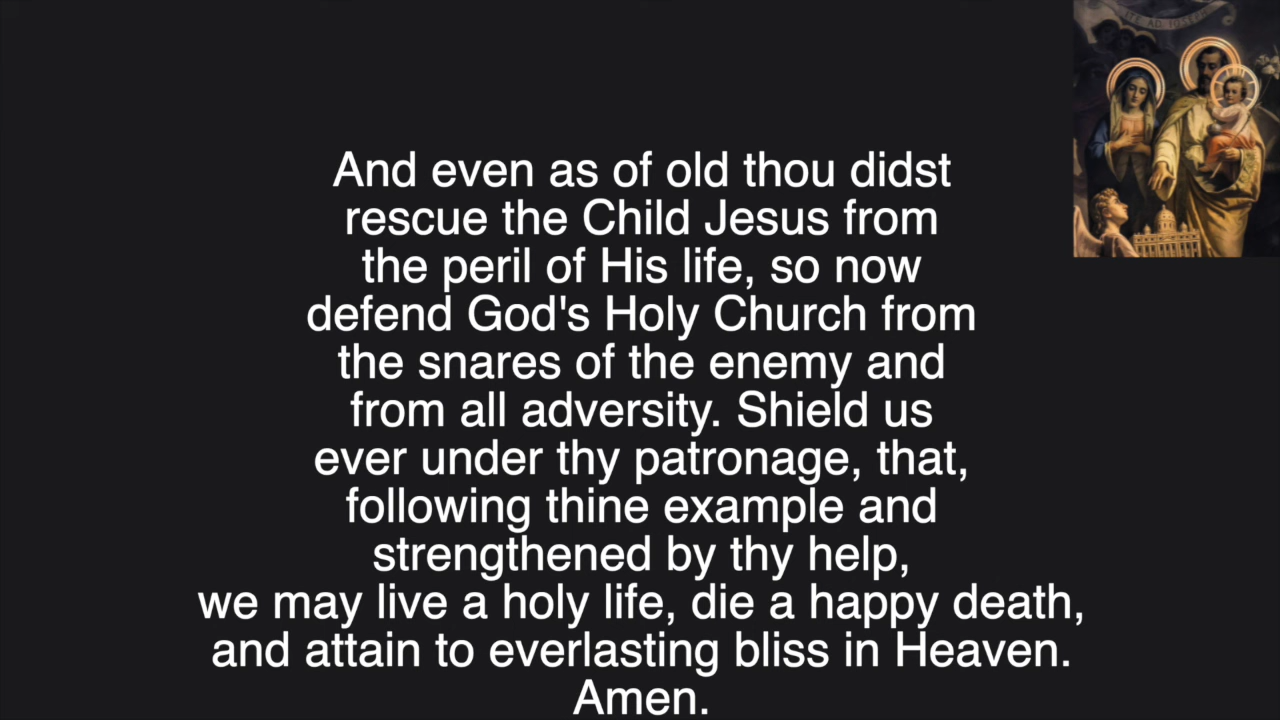 ITE AD IOSEPH
And even as of old thou didst
rescue the Child Jesus from
the peril of His life, so now
defend God's Holy Church from
the snares of the enemy and
from all adversity. Shield us
ever under thy patronage, that,
following thine example and
strengthened by thy help,
we may live a holy life, die a happy death,
and attain to everlasting bliss in Heaven.
Amen.